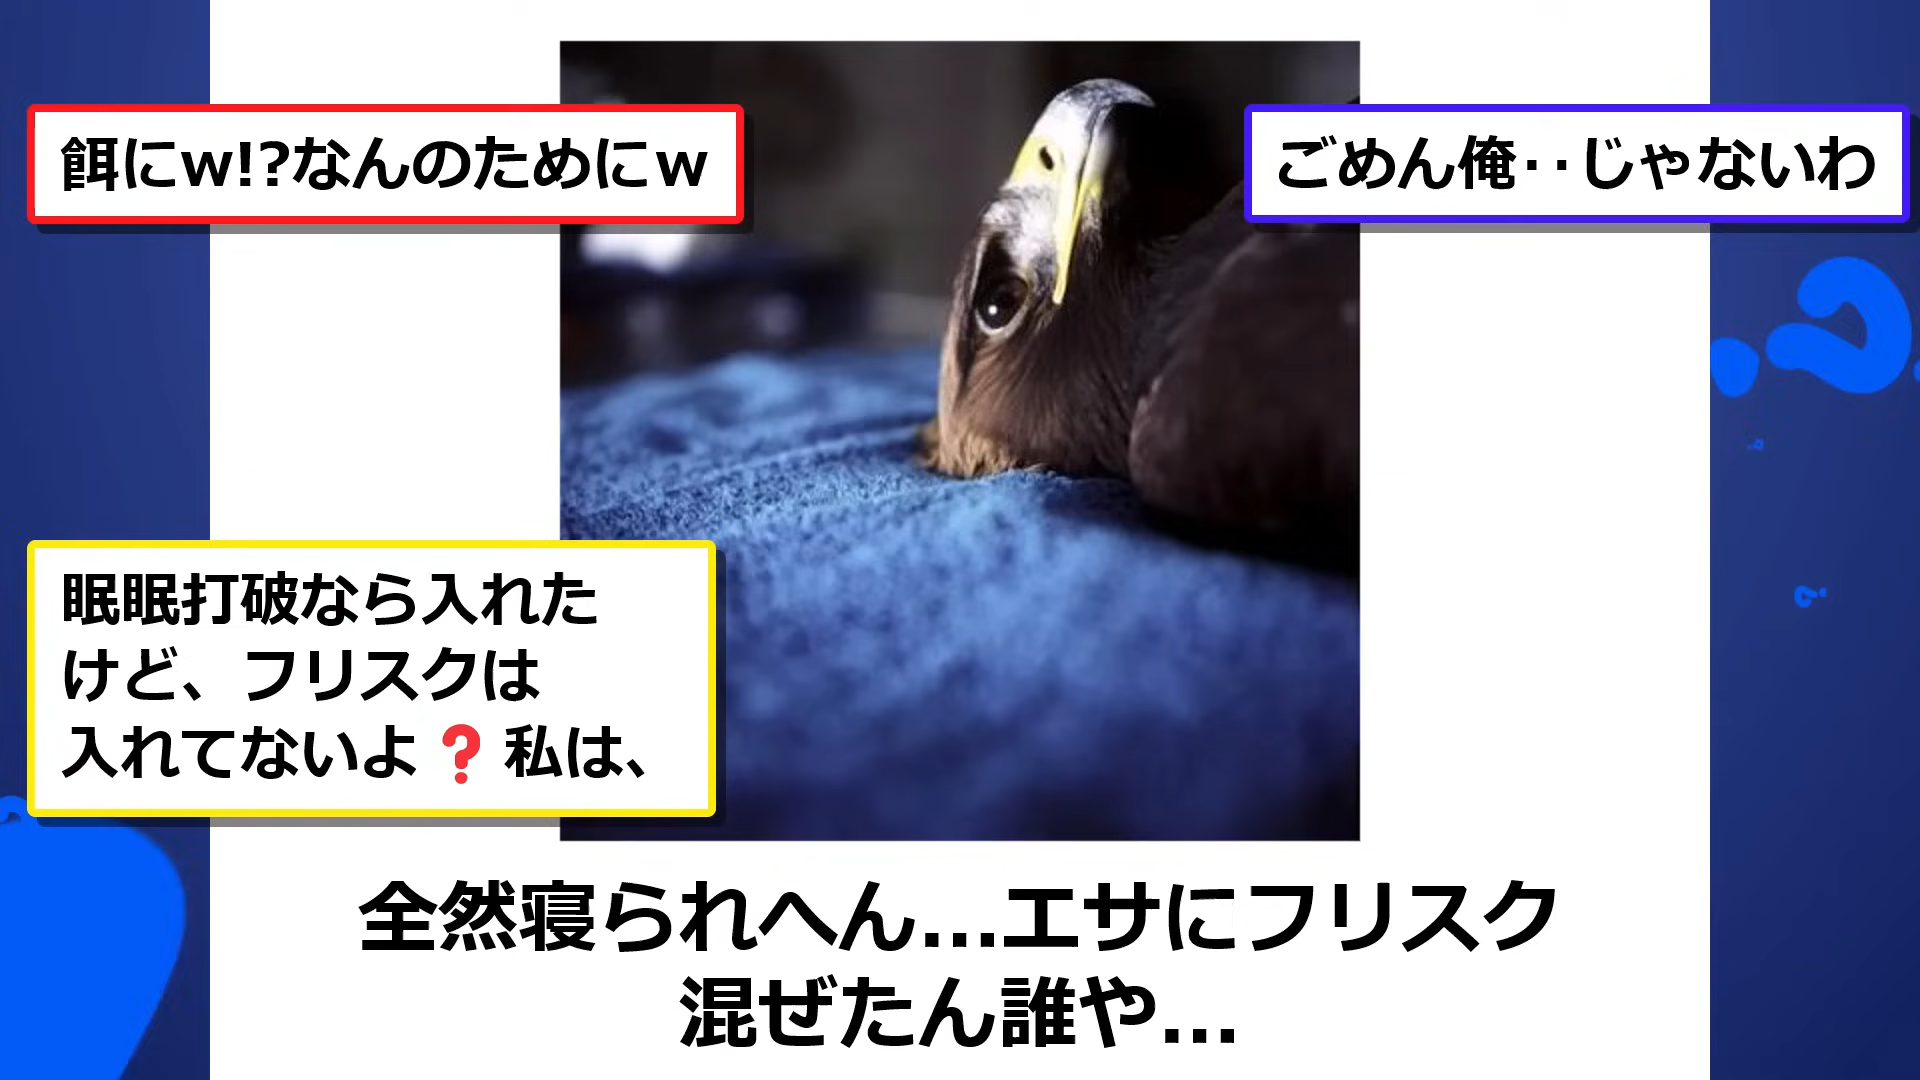 餌にw!?なんのためにw
ごめん俺‥じゃないわ
眠眠打破なら入れた
けど、フリスクは
入れてないよ❓私は、
全然寝られへん…エサにフリスク
混ぜたん誰や…